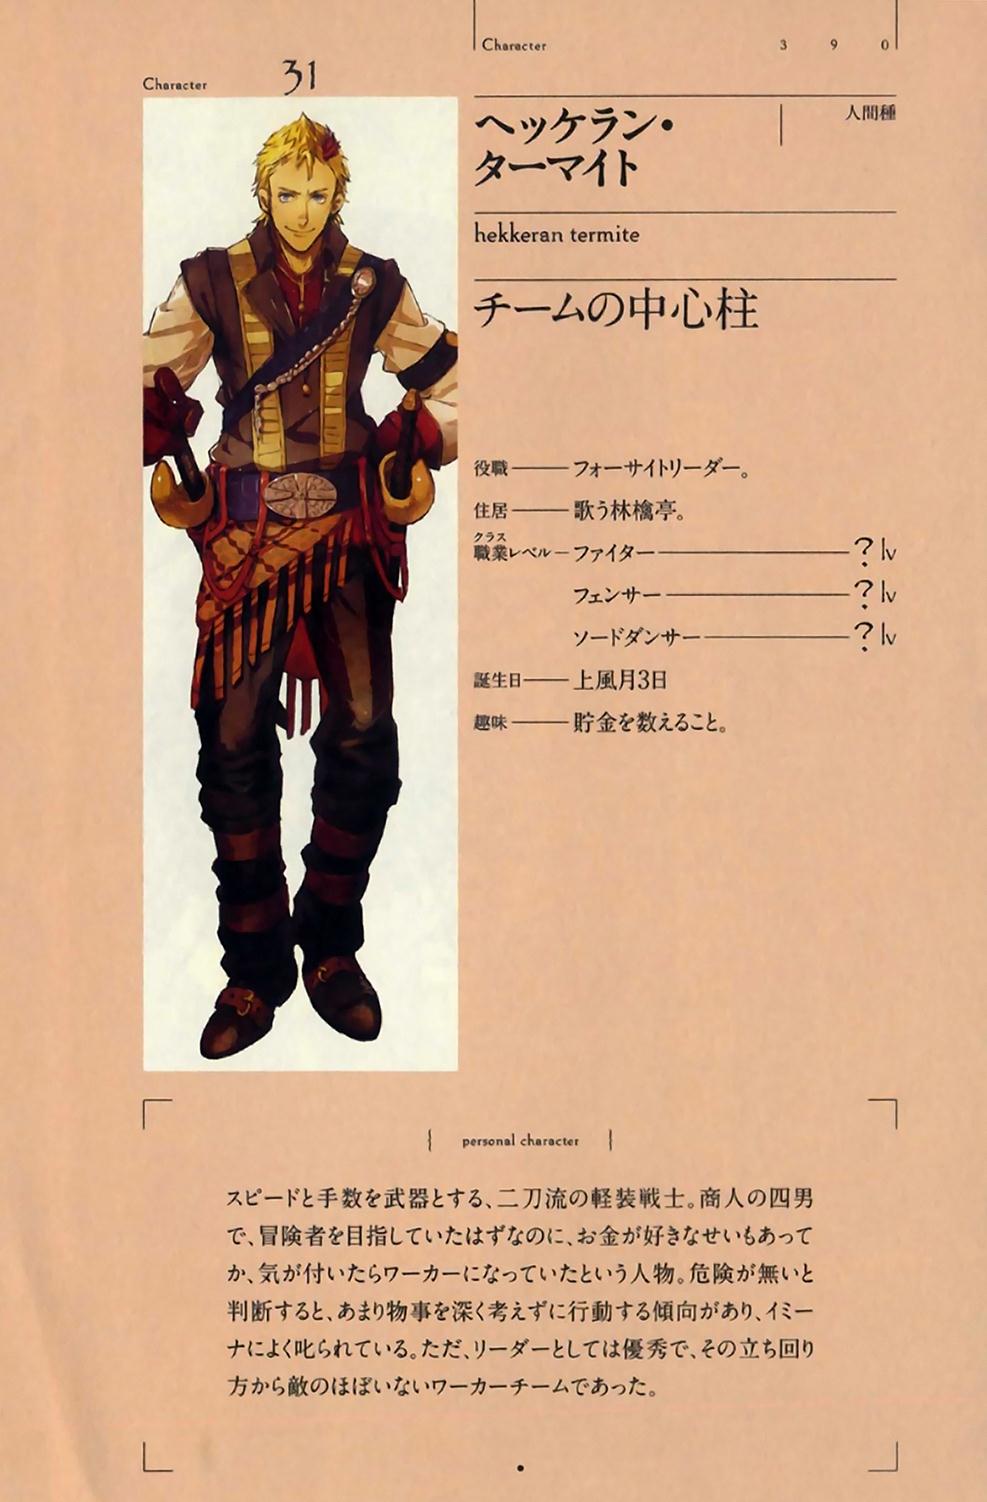 Character 390
Character 31
ヘッケラン・
ターマイト
人間種
hekkeran termite
チームの中心柱
役職――フォーサイトリーダー。
住居――歌う林檎亭。
クラス
職業レベル―ファイター――?lv
フェンサー――?lv
ソードダンサー――?lv
誕生日――上風月3日
趣味――貯金を数えること。
personal character
スピードと手数を武器とする、二刀流の軽装戦士。商人の四男
で、冒険者を目指していたはずなのに、お金が好きなせいもあって
か、気が付いたらワーカーになっていたという人物。危険が無いと
判断すると、あまり物事を深く考えずに行動する傾向があり、イミー
ナによく叱られている。ただ、リーダーとしては優秀で、その立ち回り
方から敵のほぼいないワーカーチームであった。